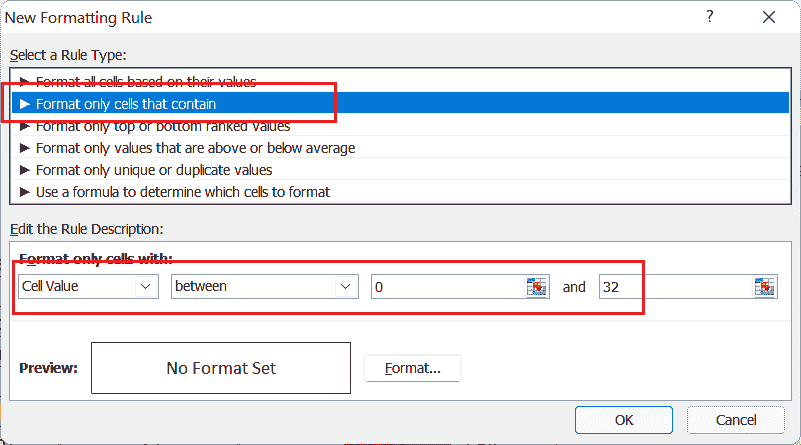 New Formatting Rule ?
Select a Rule Type:
► Format all cells based on their values
► Format only cells that contain
► Format only top or bottom ranked values
► Format only values that are above or below average
► Format only unique or duplicate values
► Use a formula to determine which cells to format
Edit the Rule Description:
Format only cells with:
Cell Value between 0 and 32
Preview: No Format Set Format...
OK Cancel